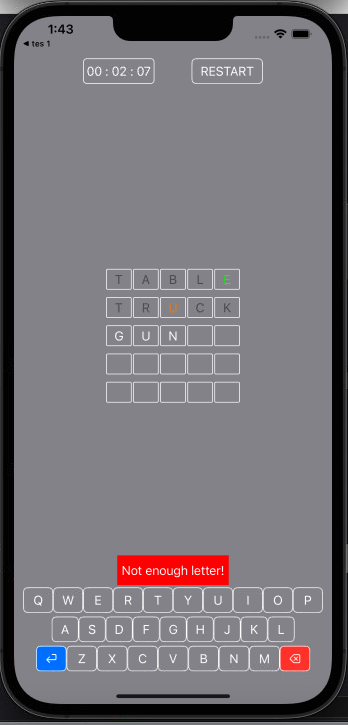 1:43
◀ tes 1
00 : 02 : 07 RESTART
T A B L E
T R U C K
G U N
Not enough letter!
Q W E R T Y U I O P
A S D F G H J K L
Z X C V B N M